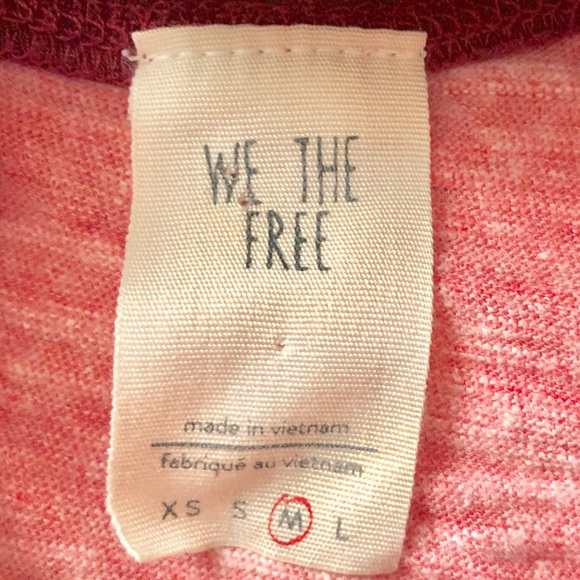 WE THE
FREE
made in vietnam
fabriqué au vietnam
XS S M L